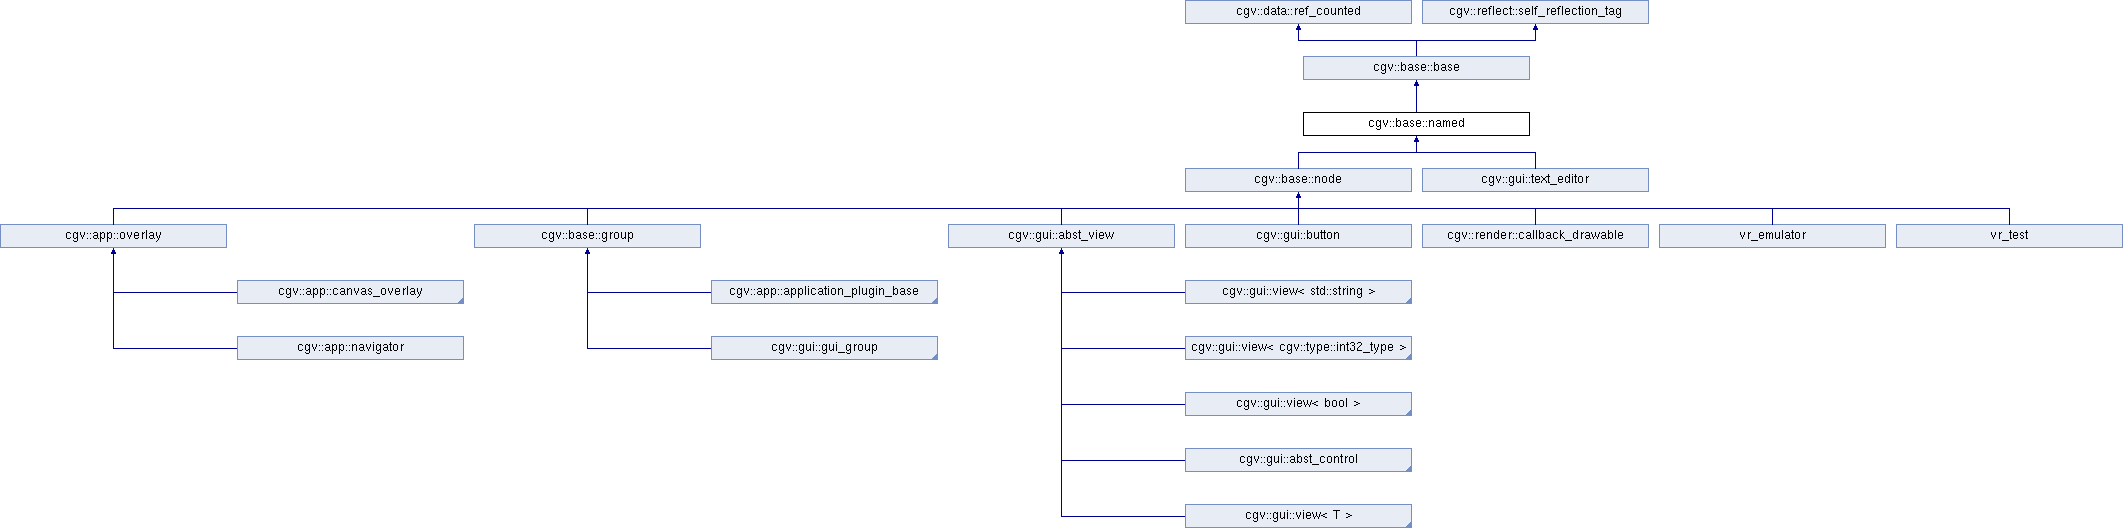 cgv::data::ref_counted
cgv::reflect::self_reflection_tag
cgv::base::base
cgv::base::named
cgv::base::node
cgv::gui::text_editor
cgv::app::overlay
cgv::base::group
cgv::gui::abst_view
cgv::gui::button
cgv::render::callback_drawable
vr_emulator
vr_test
cgv::app::canvas_overlay
cgv::app::application_plugin_base
cgv::gui::view< std::string >
cgv::app::navigator
cgv::gui::gui_group
cgv::gui::view< cgv::type::int32_type >
cgv::gui::view< bool >
cgv::gui::abst_control
cgv::gui::view< T >